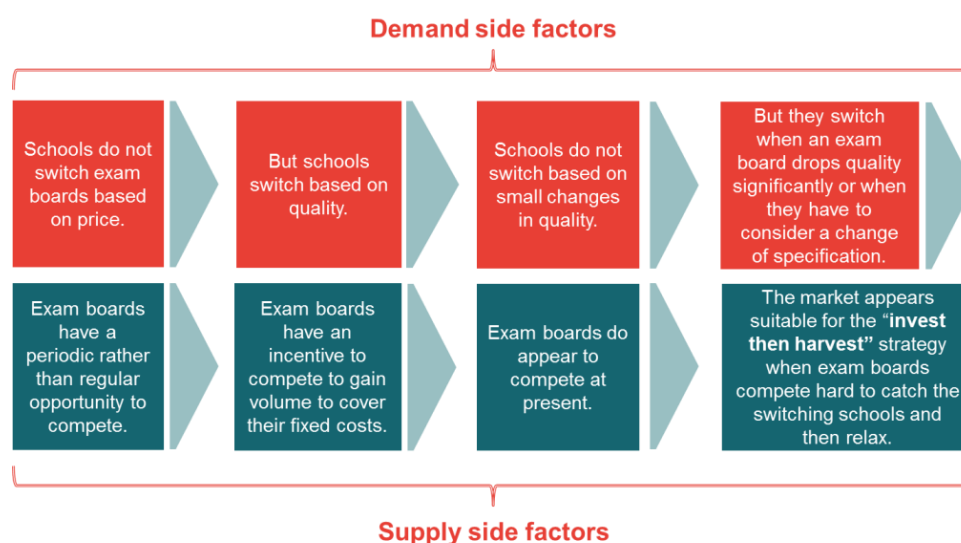 Demand side factors
Schools do not
switch exam
boards based
on price.
But schools
switch based on
quality.
Schools do not
switch based on
small changes
in quality.
But they switch
when an exam
board drops quality
significantly or when
they have to
consider a change
of specification.
Exam boards
have a
periodic rather
than regular
opportunity to
compete.
Exam boards
have an
incentive to
compete to gain
volume to cover
their fixed costs.
Exam boards do
appear to
compete at
present.
The market appears
suitable for the “invest
then harvest” strategy
when exam boards
compete hard to catch the
switching schools and
then relax.
Supply side factors